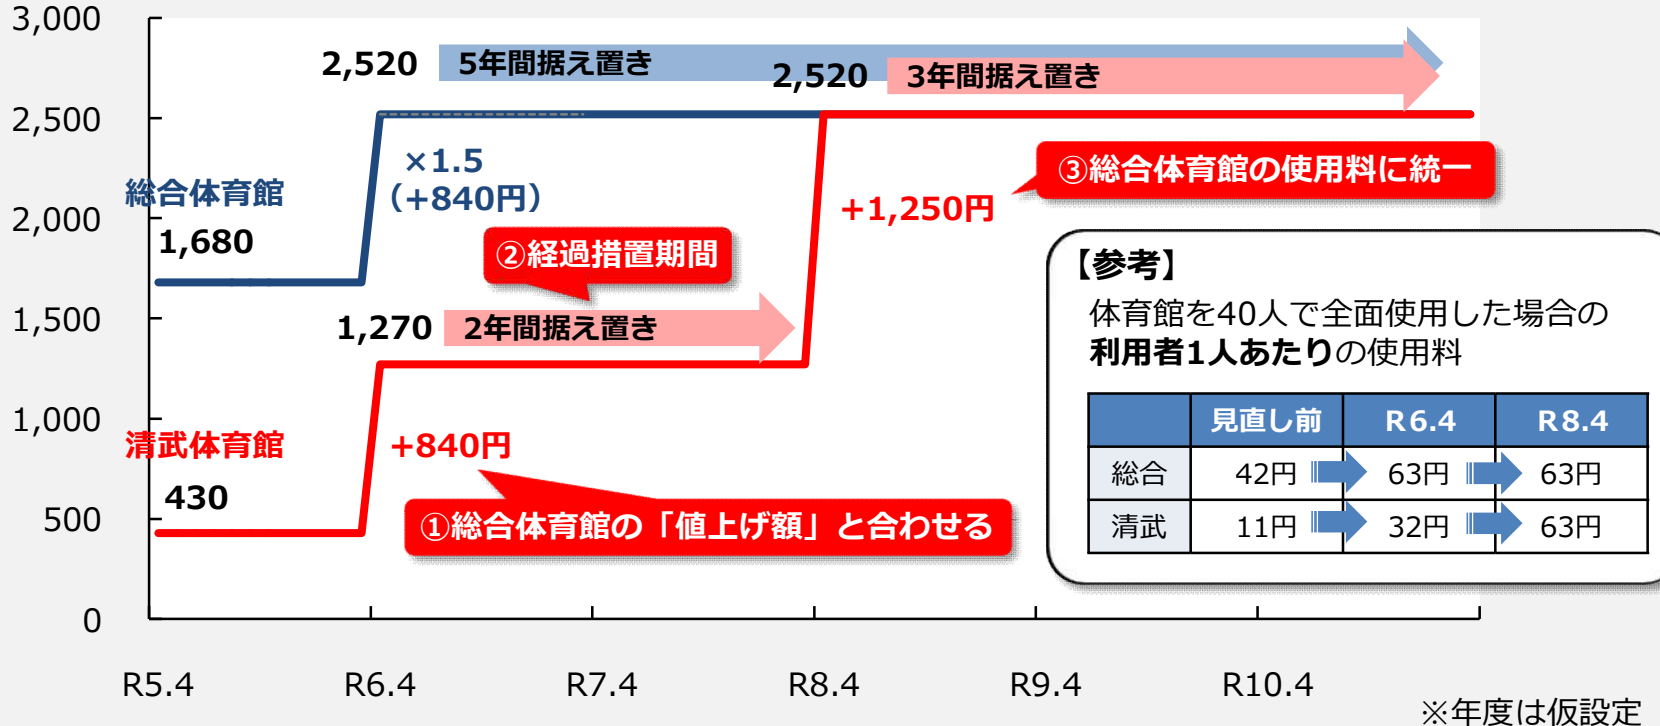 3,000
2,500
2,000
1,500
1,000
500
0
2,520
5年間据え置き
2,520
3年間据え置き
×1.5
(+840円)
総合体育館
1,680
③総合体育館の使用料に統一
+1,250円
②経過措置期間
1,270
2年間据え置き
清武体育館
430
+840円
①総合体育館の「値上げ額」と合わせる
【参考】
体育館を40人で全面使用した場合の
利用者1人あたりの使用料
見直し前 R6.4 R8.4
総合 42円 63円 63円
清武 11円 32円 63円
R5.4 R6.4 R7.4 R8.4 R9.4 R10.4
※年度は仮設定